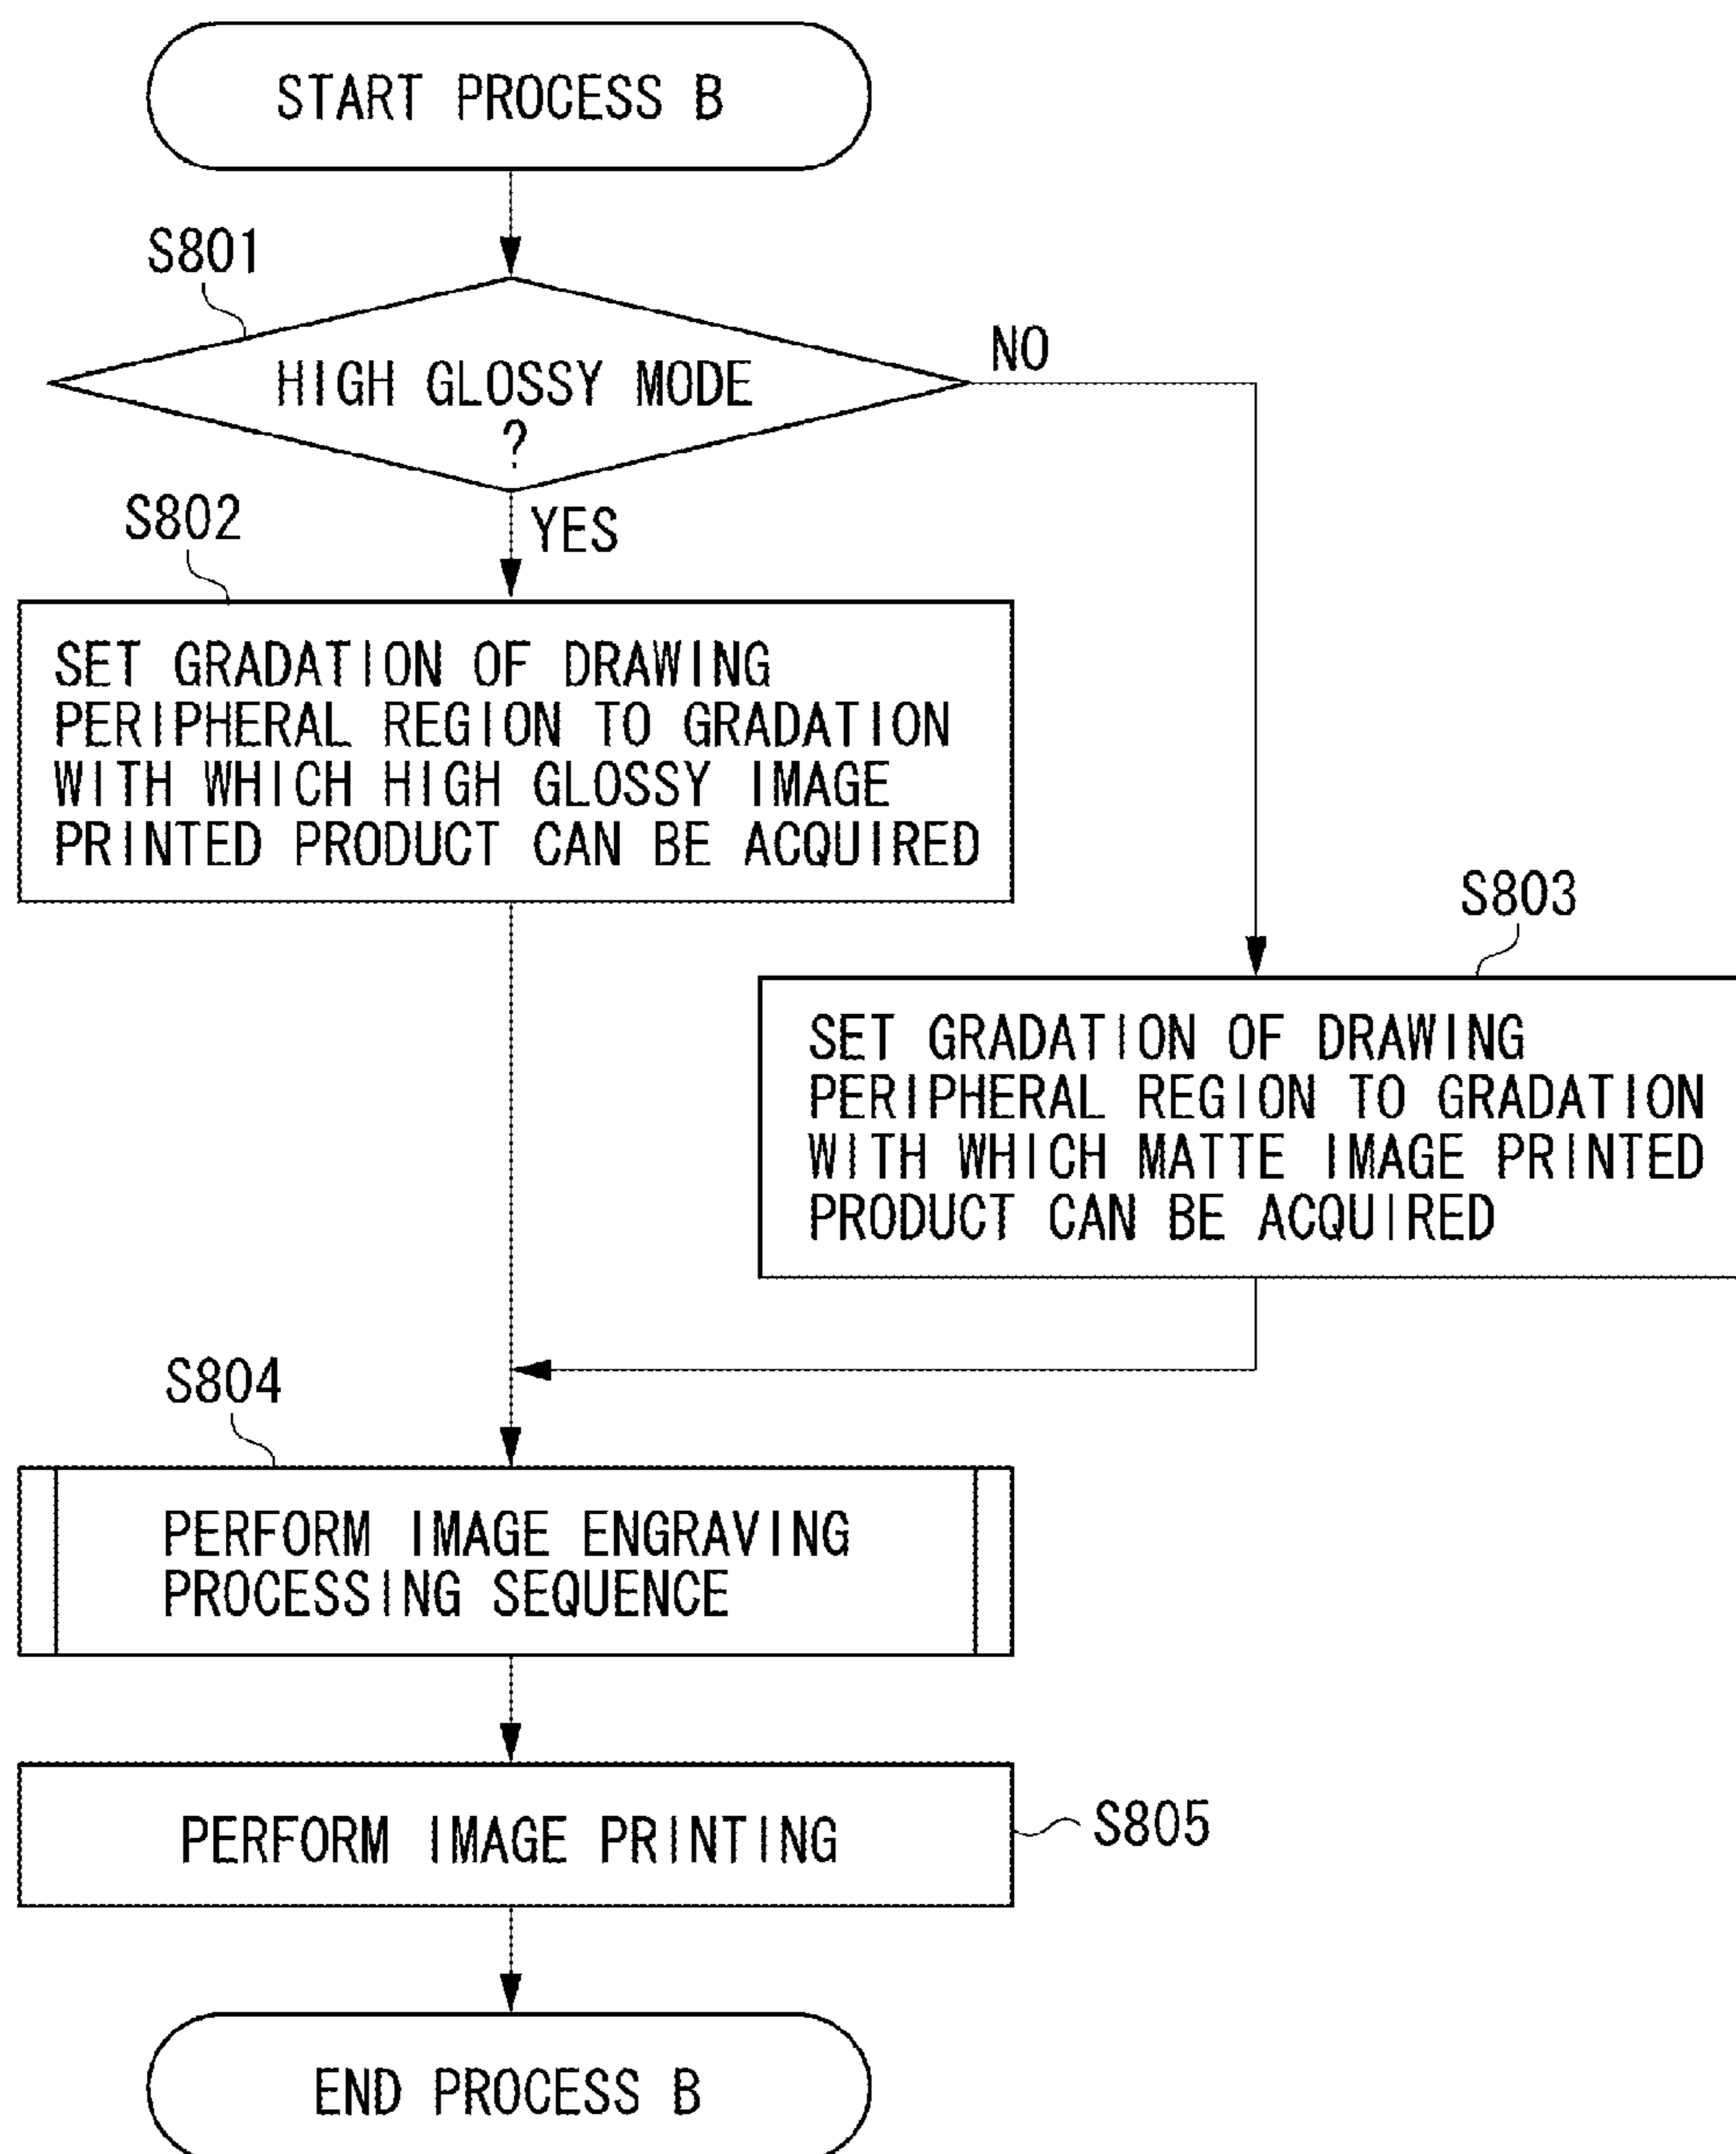 START PROCESS B
S801
HIGH GLOSSY MODE
?
NO
YES
S802
SET GRADATION OF DRAWING
PERIPHERAL REGION TO GRADATION
WITH WHICH HIGH GLOSSY IMAGE
PRINTED PRODUCT CAN BE ACQUIRED
S803
SET GRADATION OF DRAWING
PERIPHERAL REGION TO GRADATION
WITH WHICH MATTE IMAGE PRINTED
PRODUCT CAN BE ACQUIRED
S804
PERFORM IMAGE ENGRAVING
PROCESSING SEQUENCE
PERFORM IMAGE PRINTING
S805
END PROCESS B